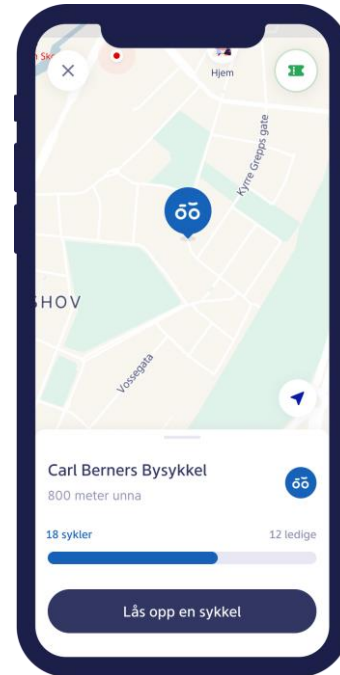 Hjem
Kyrre Grepps gate
SHOV
Vossegata
Carl Berners Bysykkel
800 meter unna
18 sykler
12 ledige
Lås opp en sykkel